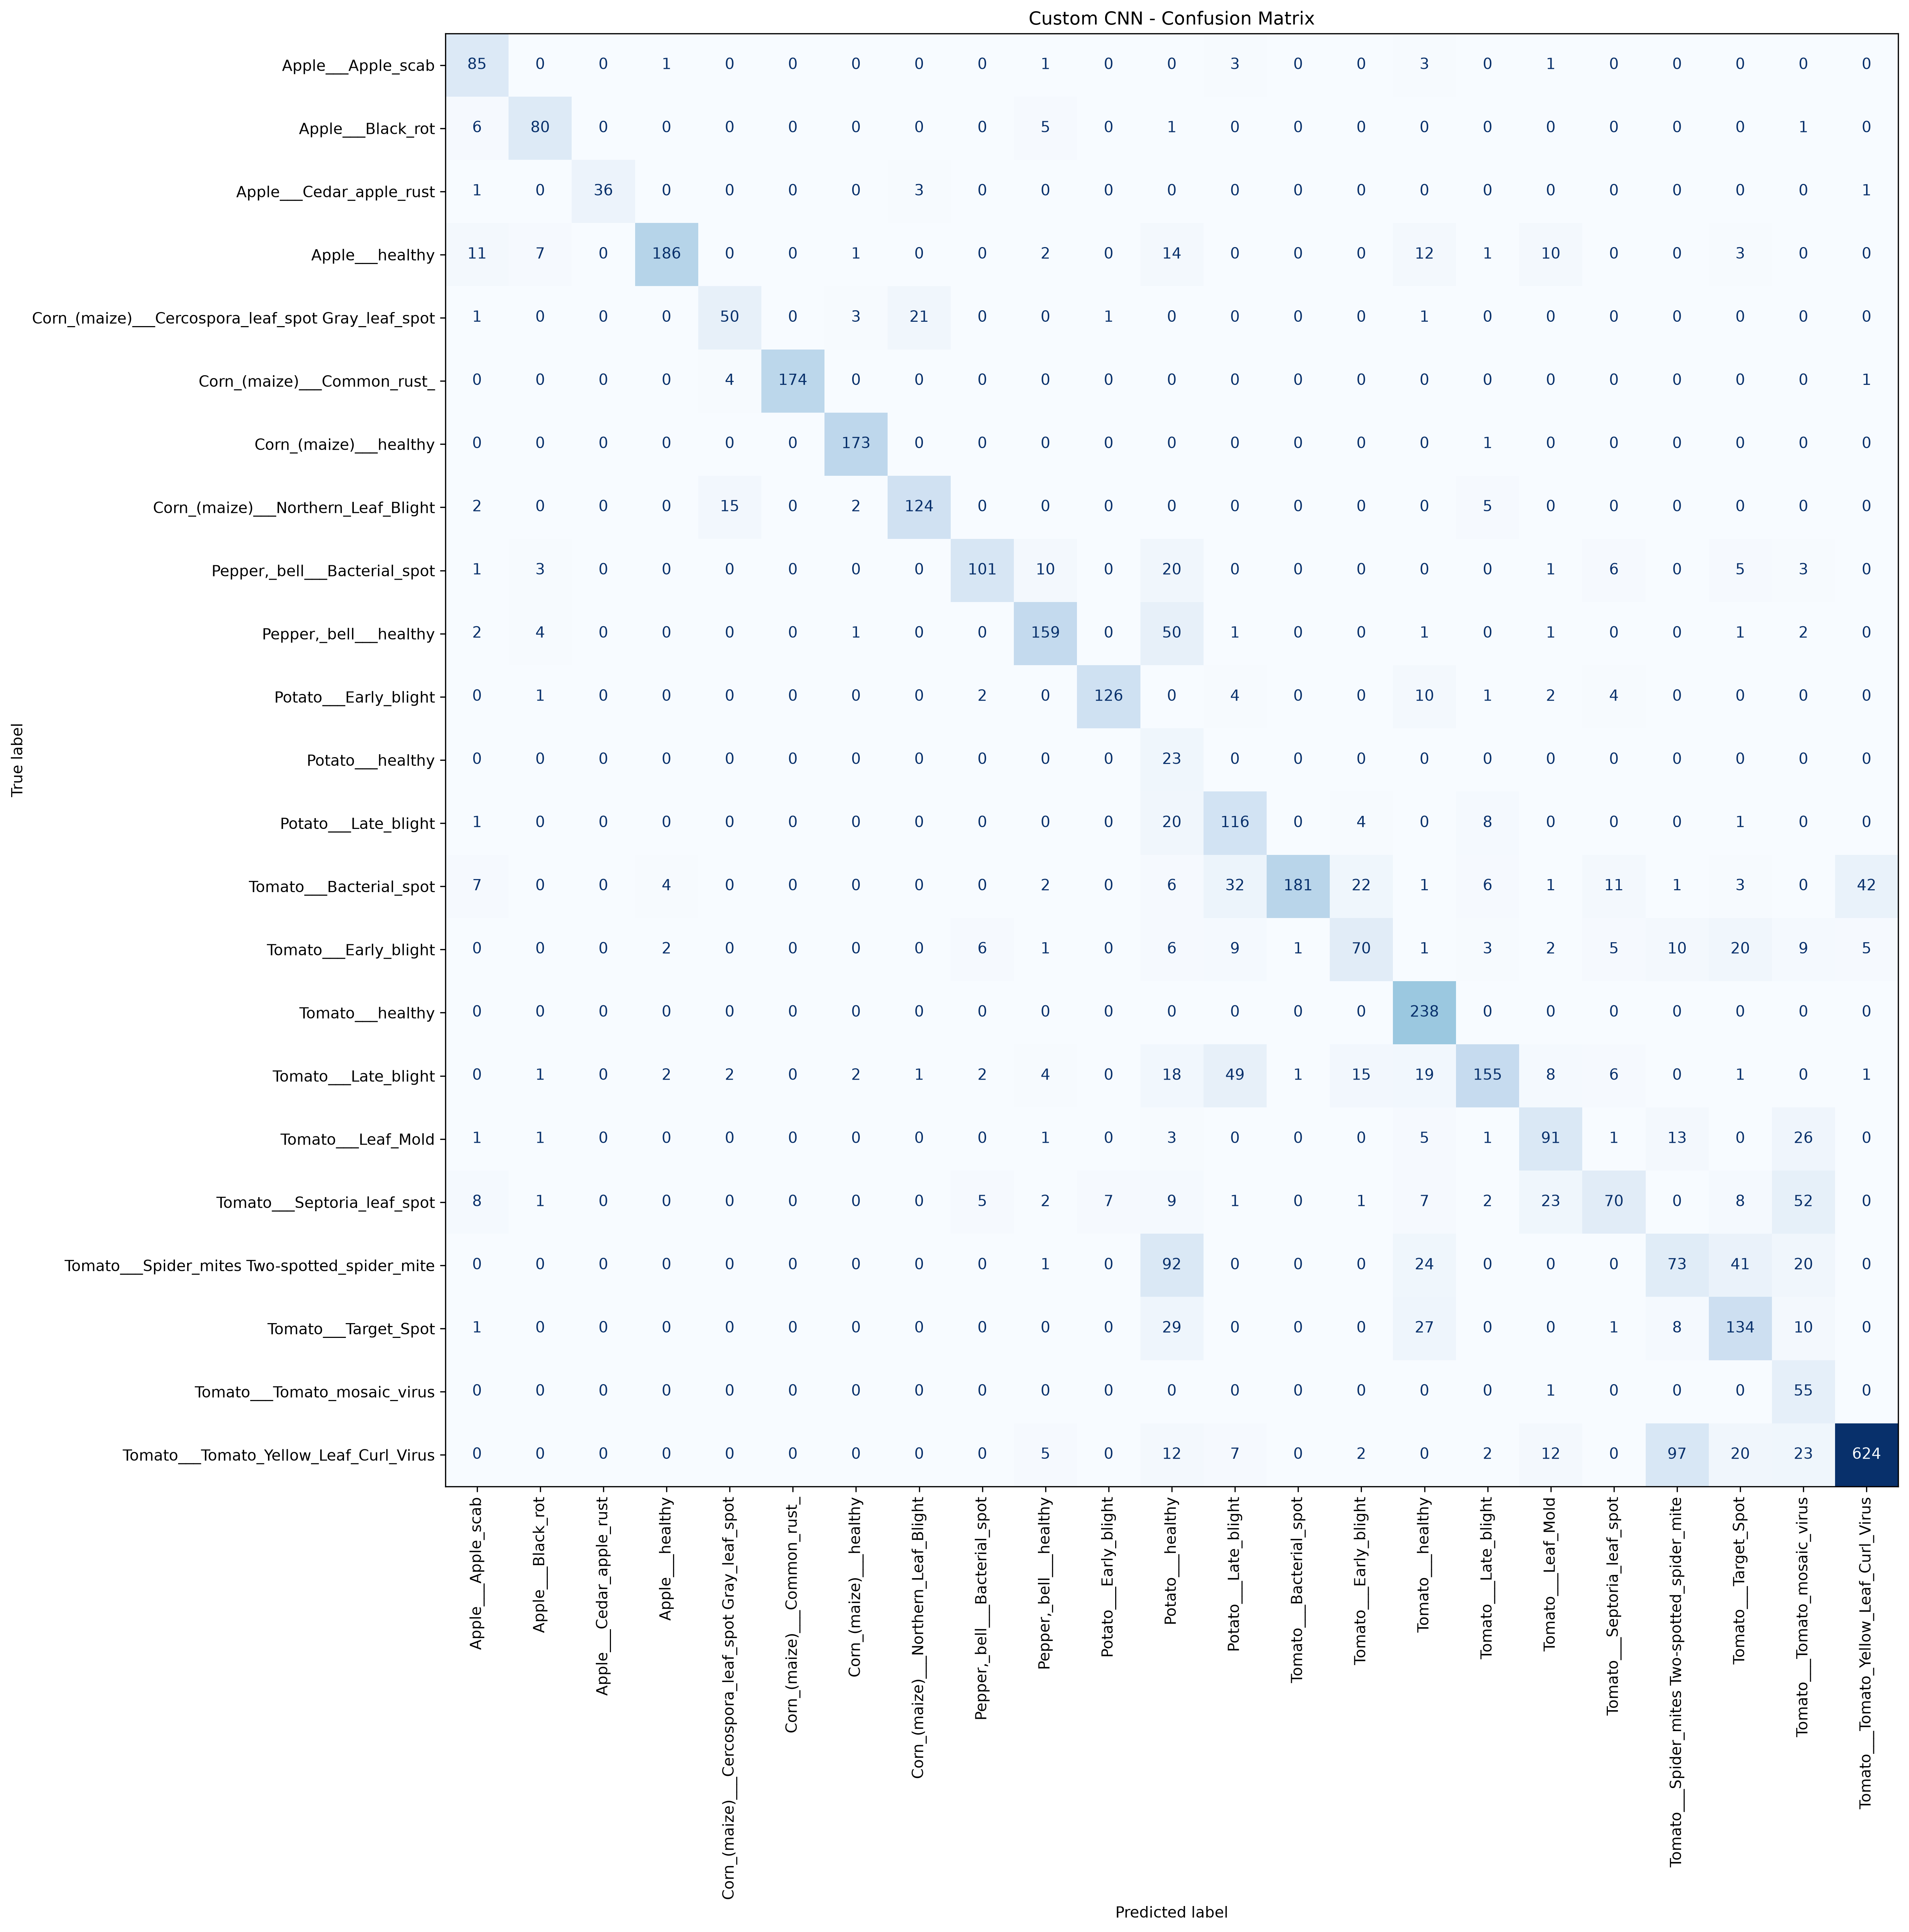 Custom CNN - Confusion Matrix
Apple___Apple_scab 85 0 0 1 0 0 0 0 0 1 0 0 3 0 0 3 0 1 0 0 0 0 0
Apple___Black_rot 6 80 0 0 0 0 0 0 0 5 0 1 0 0 0 0 0 0 0 0 0 1 0
Apple___Cedar_apple_rust 1 0 36 0 0 0 0 3 0 0 0 0 0 0 0 0 0 0 0 0 0 0 1
Apple___healthy 11 7 0 186 0 0 1 0 0 2 0 14 0 0 0 12 1 10 0 0 3 0 0
Corn_(maize)___Cercospora_leaf_spot Gray_leaf_spot 1 0 0 0 50 0 3 21 0 0 1 0 0 0 0 1 0 0 0 0 0 0 0
Corn_(maize)___Common_rust_ 0 0 0 0 4 174 0 0 0 0 0 0 0 0 0 0 0 0 0 0 0 0 1
Corn_(maize)___healthy 0 0 0 0 0 0 173 0 0 0 0 0 0 0 0 0 1 0 0 0 0 0 0
Corn_(maize)___Northern_Leaf_Blight 2 0 0 0 15 0 2 124 0 0 0 0 0 0 0 0 5 0 0 0 0 0 0
Pepper,_bell___Bacterial_spot 1 3 0 0 0 0 0 0 101 10 0 20 0 0 0 0 0 1 6 0 5 3 0
Pepper,_bell___healthy 2 4 0 0 0 0 1 0 0 159 0 50 1 0 0 1 0 1 0 0 1 2 0
Potato___Early_blight 0 1 0 0 0 0 0 0 2 0 126 0 4 0 0 10 1 2 4 0 0 0 0
Potato___healthy 0 0 0 0 0 0 0 0 0 0 0 23 0 0 0 0 0 0 0 0 0 0 0
Potato___Late_blight 1 0 0 0 0 0 0 0 0 0 0 20 116 0 4 0 8 0 0 0 1 0 0
Tomato___Bacterial_spot 7 0 0 4 0 0 0 0 0 2 0 6 32 181 22 1 6 1 11 1 3 0 42
Tomato___Early_blight 0 0 0 2 0 0 0 0 6 1 0 6 9 1 70 1 3 2 5 10 20 9 5
Tomato___healthy 0 0 0 0 0 0 0 0 0 0 0 0 0 0 0 238 0 0 0 0 0 0 0
Tomato___Late_blight 0 1 0 2 2 0 2 1 2 4 0 18 49 1 15 19 155 8 6 0 1 0 1
Tomato___Leaf_Mold 1 1 0 0 0 0 0 0 0 1 0 3 0 0 0 5 1 91 1 13 0 26 0
Tomato___Septoria_leaf_spot 8 1 0 0 0 0 0 0 5 2 7 9 1 0 1 7 2 23 70 0 8 52 0
Tomato___Spider_mites Two-spotted_spider_mite 0 0 0 0 0 0 0 0 0 1 0 92 0 0 0 24 0 0 0 73 41 20 0
Tomato___Target_Spot 1 0 0 0 0 0 0 0 0 0 0 29 0 0 0 27 0 0 1 8 134 10 0
Tomato___Tomato_mosaic_virus 0 0 0 0 0 0 0 0 0 0 0 0 0 0 0 0 0 1 0 0 0 55 0
Tomato___Tomato_Yellow_Leaf_Curl_Virus 0 0 0 0 0 0 0 0 0 5 0 12 7 0 2 0 2 12 0 97 20 23 624
True label
Apple___Apple_scab
Apple___Black_rot
Apple___Cedar_apple_rust
Apple___healthy
Corn_(maize)___Cercospora_leaf_spot Gray_leaf_spot
Corn_(maize)___Common_rust_
Corn_(maize)___healthy
Corn_(maize)___Northern_Leaf_Blight
Pepper,_bell___Bacterial_spot
Pepper,_bell___healthy
Potato___Early_blight
Potato___healthy
Potato___Late_blight
Tomato___Bacterial_spot
Tomato___Early_blight
Tomato___healthy
Tomato___Late_blight
Tomato___Leaf_Mold
Tomato___Septoria_leaf_spot
Tomato___Spider_mites Two-spotted_spider_mite
Tomato___Target_Spot
Tomato___Tomato_mosaic_virus
Tomato___Tomato_Yellow_Leaf_Curl_Virus
Predicted label